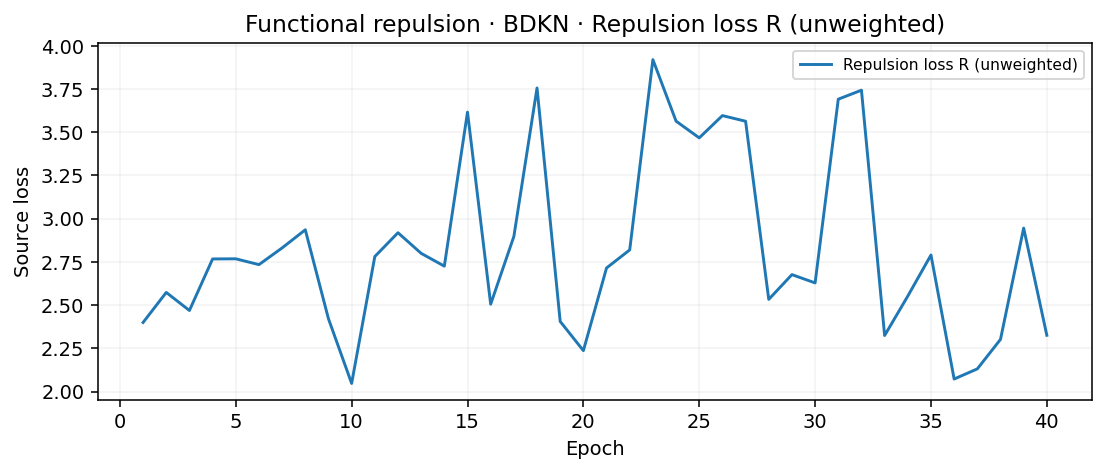 Functional repulsion · BDKN · Repulsion loss R (unweighted)
Repulsion loss R (unweighted)
Source loss
4.00
3.75
3.50
3.25
3.00
2.75
2.50
2.25
2.00
0 5 10 15 20 25 30 35 40
Epoch